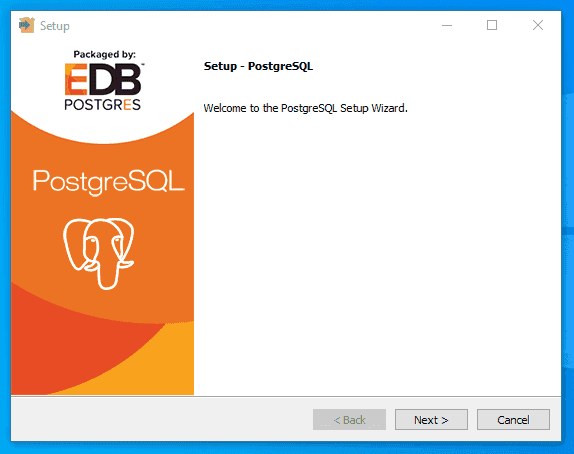 Setup
Packaged by:
EDB
POSTGRES
PostgreSQL
Setup - PostgreSQL
Welcome to the PostgreSQL Setup Wizard.
< Back
Next >
Cancel